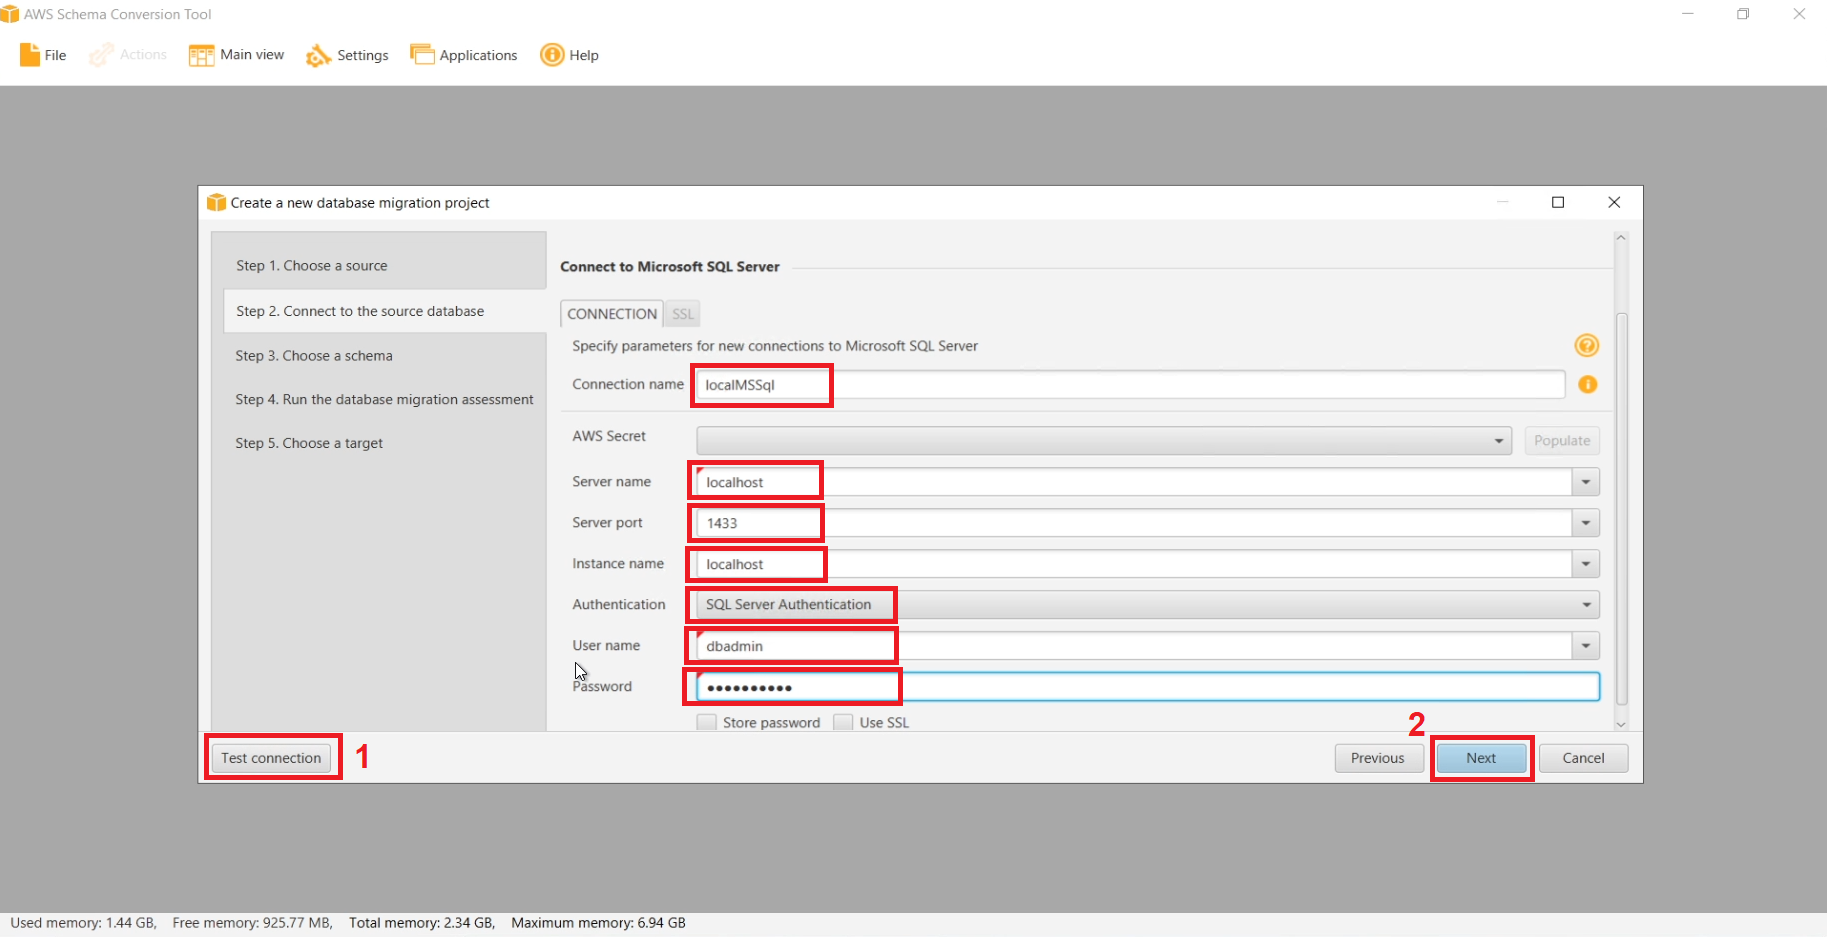 AWS Schema Conversion Tool
File Actions Main view Settings Applications Help
Create a new database migration project
Step 1. Choose a source
Step 2. Connect to the source database
Step 3. Choose a schema
Step 4. Run the database migration assessment
Step 5. Choose a target
Connect to Microsoft SQL Server
CONNECTION SSL
Specify parameters for new connections to Microsoft SQL Server
Connection name localMSSql
AWS Secret Populate
Server name localhost
Server port 1433
Instance name localhost
Authentication SQL Server Authentication
User name dbadmin
Password ••••••••••
Store password Use SSL
Test connection 1
Previous 2 Next Cancel
Used memory: 1.44 GB, Free memory: 925.77 MB, Total memory: 2.34 GB, Maximum memory: 6.94 GB